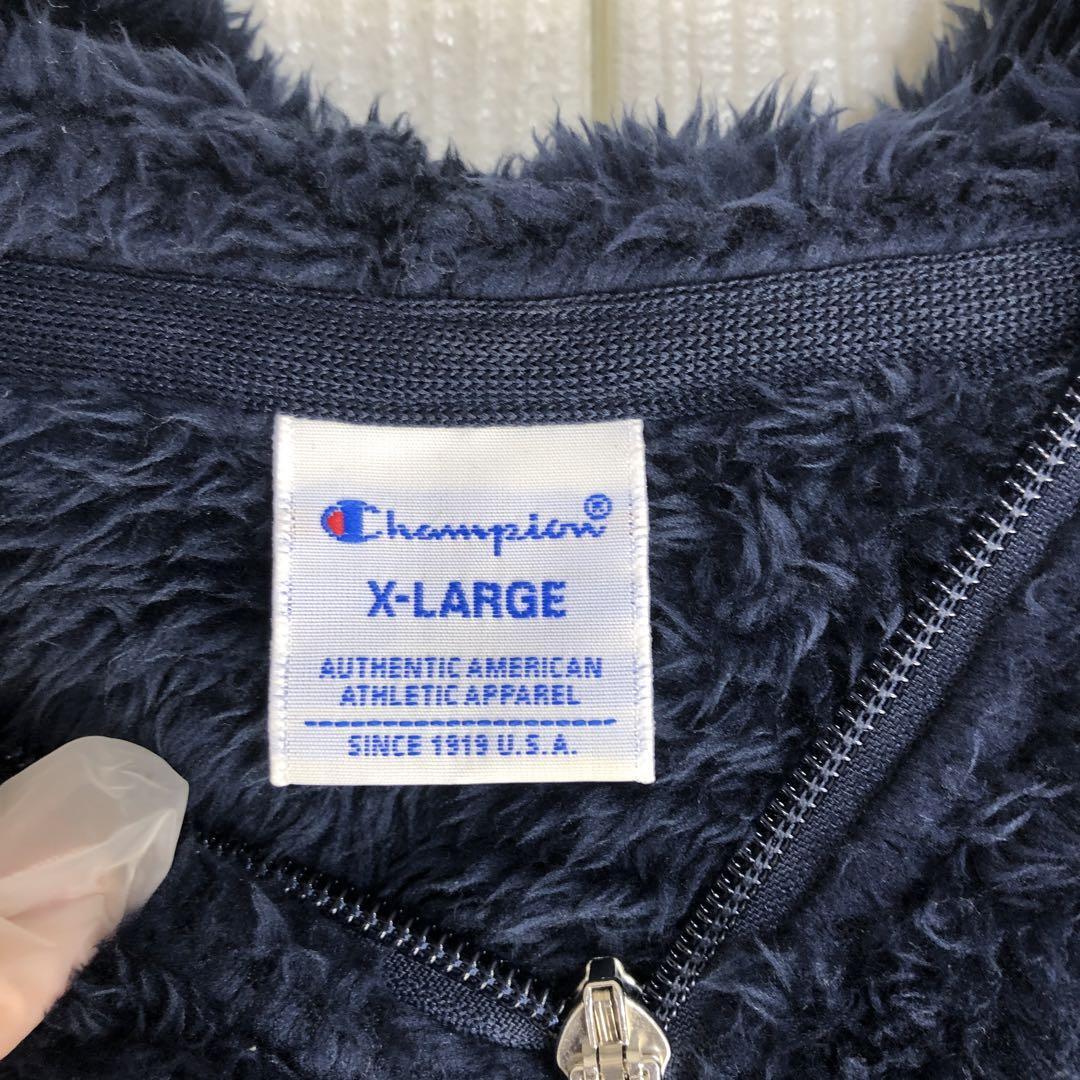 Champion®
X-LARGE
AUTHENTIC AMERICAN
ATHLETIC APPAREL
SINCE 1919 U.S.A.